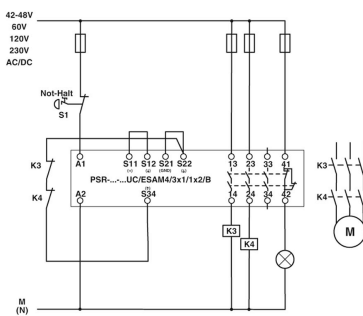 42-48V
60V
120V
230V
AC/DC
Not-Halt
S1
A1 S11 S12 S21 S22 13 23 33 41
(GND)
K3 K3
PSR-...-...UC/ESAM4/3x1/1x2/B
K4 K4
A2 S34 14 24 34 42
K3
K4
M
M
(N)